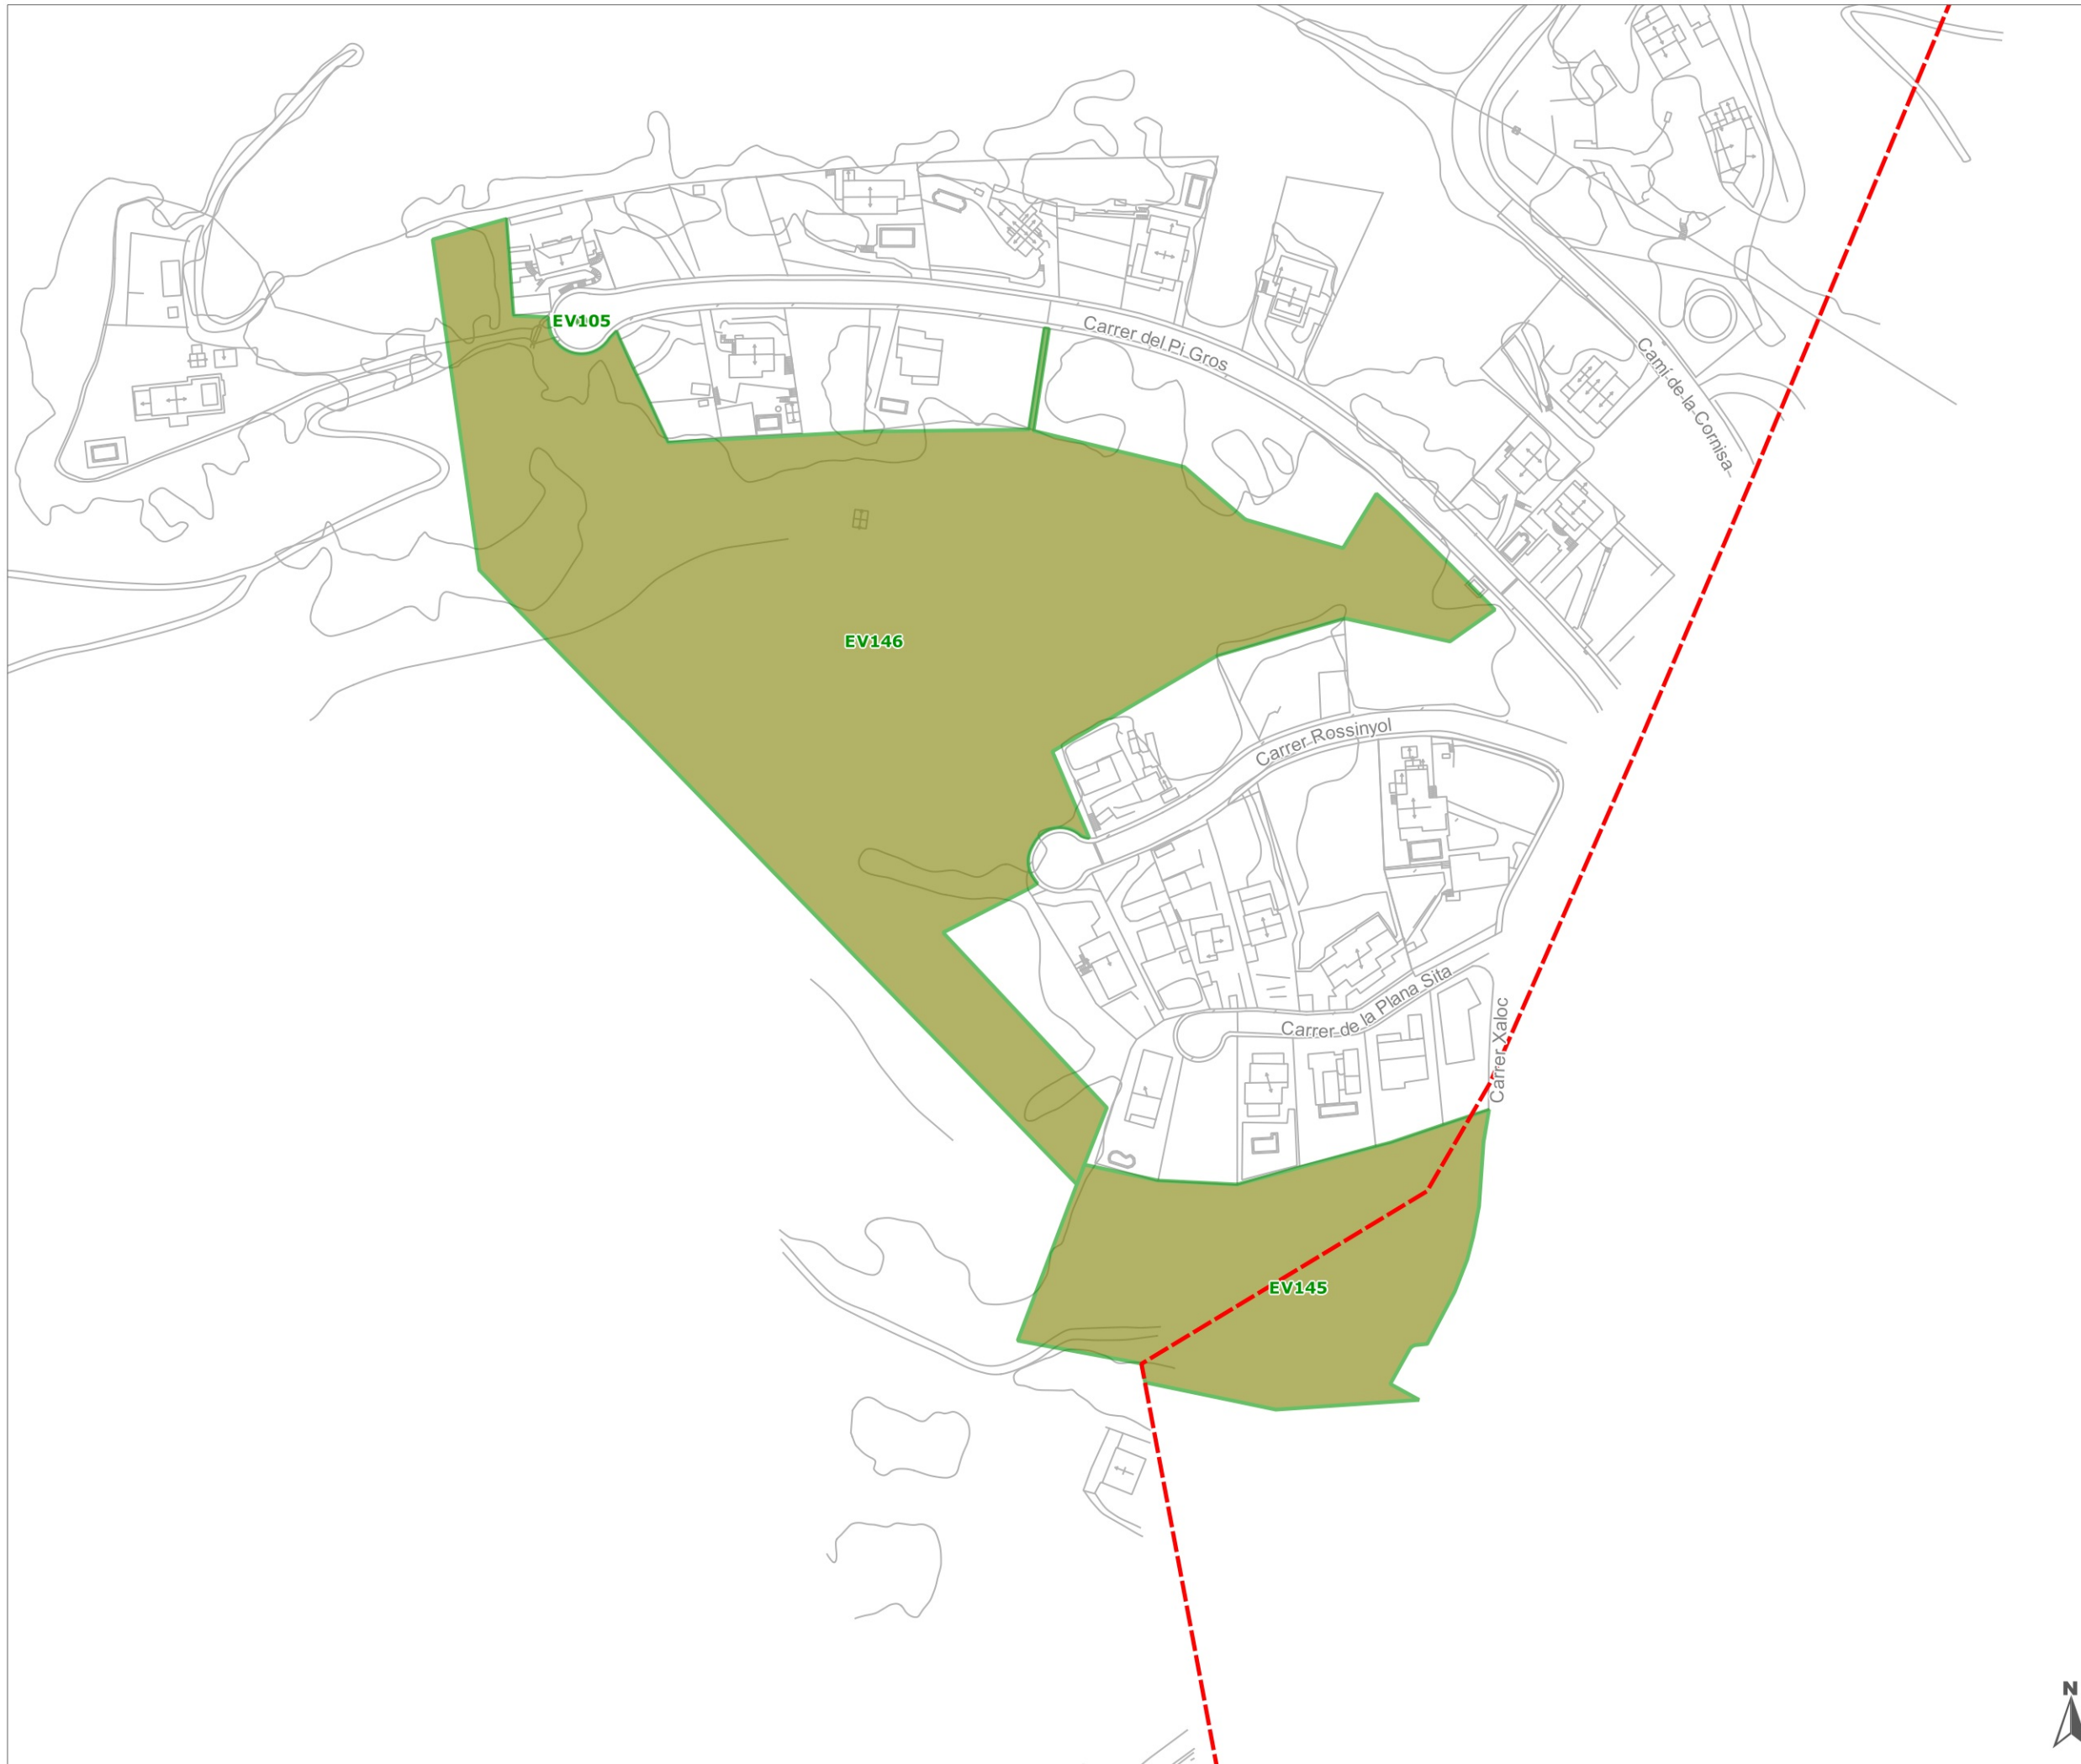 EV105
Carrer del Pi Gros
Camí de la Cornisa
EV146
Carrer Rossinyol
Carrer de la Plana Sita
Carrer Xaloc
EV145
N